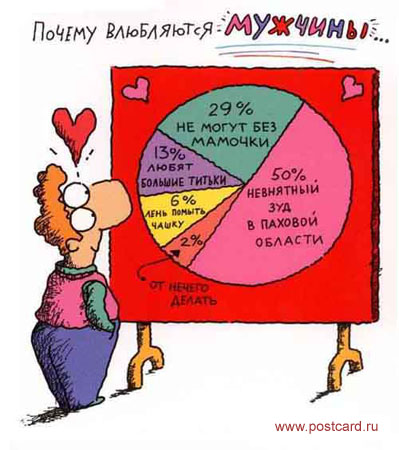 Почему влюбляются МУЖЧИНЫ...
29%
НЕ МОГУТ БЕЗ
МАМОЧКИ
13%
ЛЮБЯТ
БОЛЬШИЕ ТИТЬКИ
6%
ЛЕНЬ ПОМЫТЬ
ЧАШКУ
2%
ОТ НЕЧЕГО
ДЕЛАТЬ
50%
НЕВНЯТНЫЙ
ЗУД
В ПАХОВОЙ
ОБЛАСТИ
www.postcard.ru